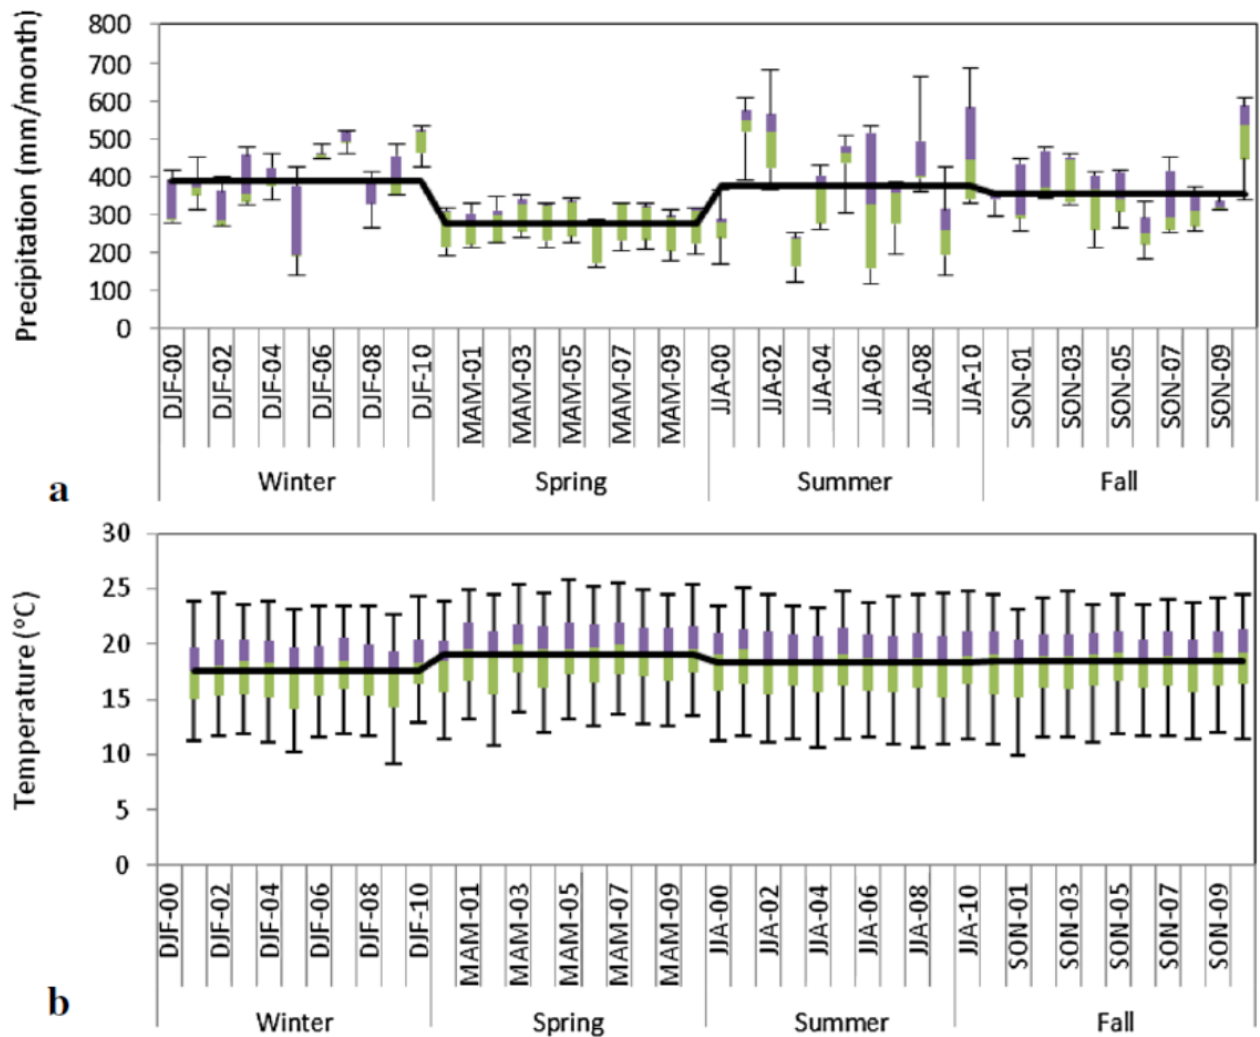 Precipitation (mm/month)
800
700
600
500
400
300
200
100
0
DJF-00
DJF-02
DJF-04
DJF-06
DJF-08
DJF-10
MAM-01
MAM-03
MAM-05
MAM-07
MAM-09
JJA-00
JJA-02
JJA-04
JJA-06
JJA-08
JJA-10
SON-01
SON-03
SON-05
SON-07
SON-09
Winter Spring Summer Fall
a
Temperature (°C)
30
25
20
15
10
5
0
DJF-00
DJF-02
DJF-04
DJF-06
DJF-08
DJF-10
MAM-01
MAM-03
MAM-05
MAM-07
MAM-09
JJA-00
JJA-02
JJA-04
JJA-06
JJA-08
JJA-10
SON-01
SON-03
SON-05
SON-07
SON-09
Winter Spring Summer Fall
b